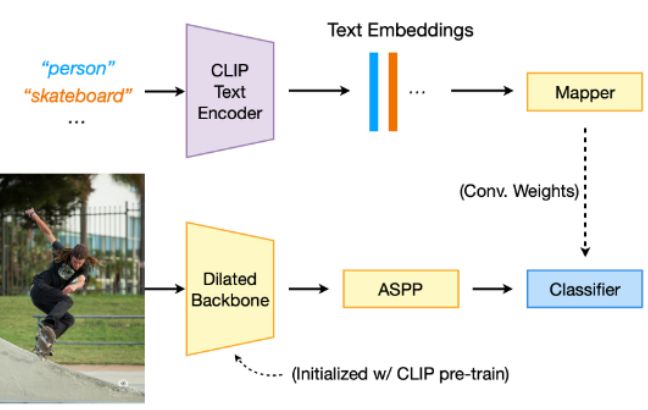 Text Embeddings
“person”
“skateboard”
...
CLIP
Text
Encoder
...
Mapper
(Conv. Weights)
Dilated
Backbone
ASPP
Classifier
(Initialized w/ CLIP pre-train)